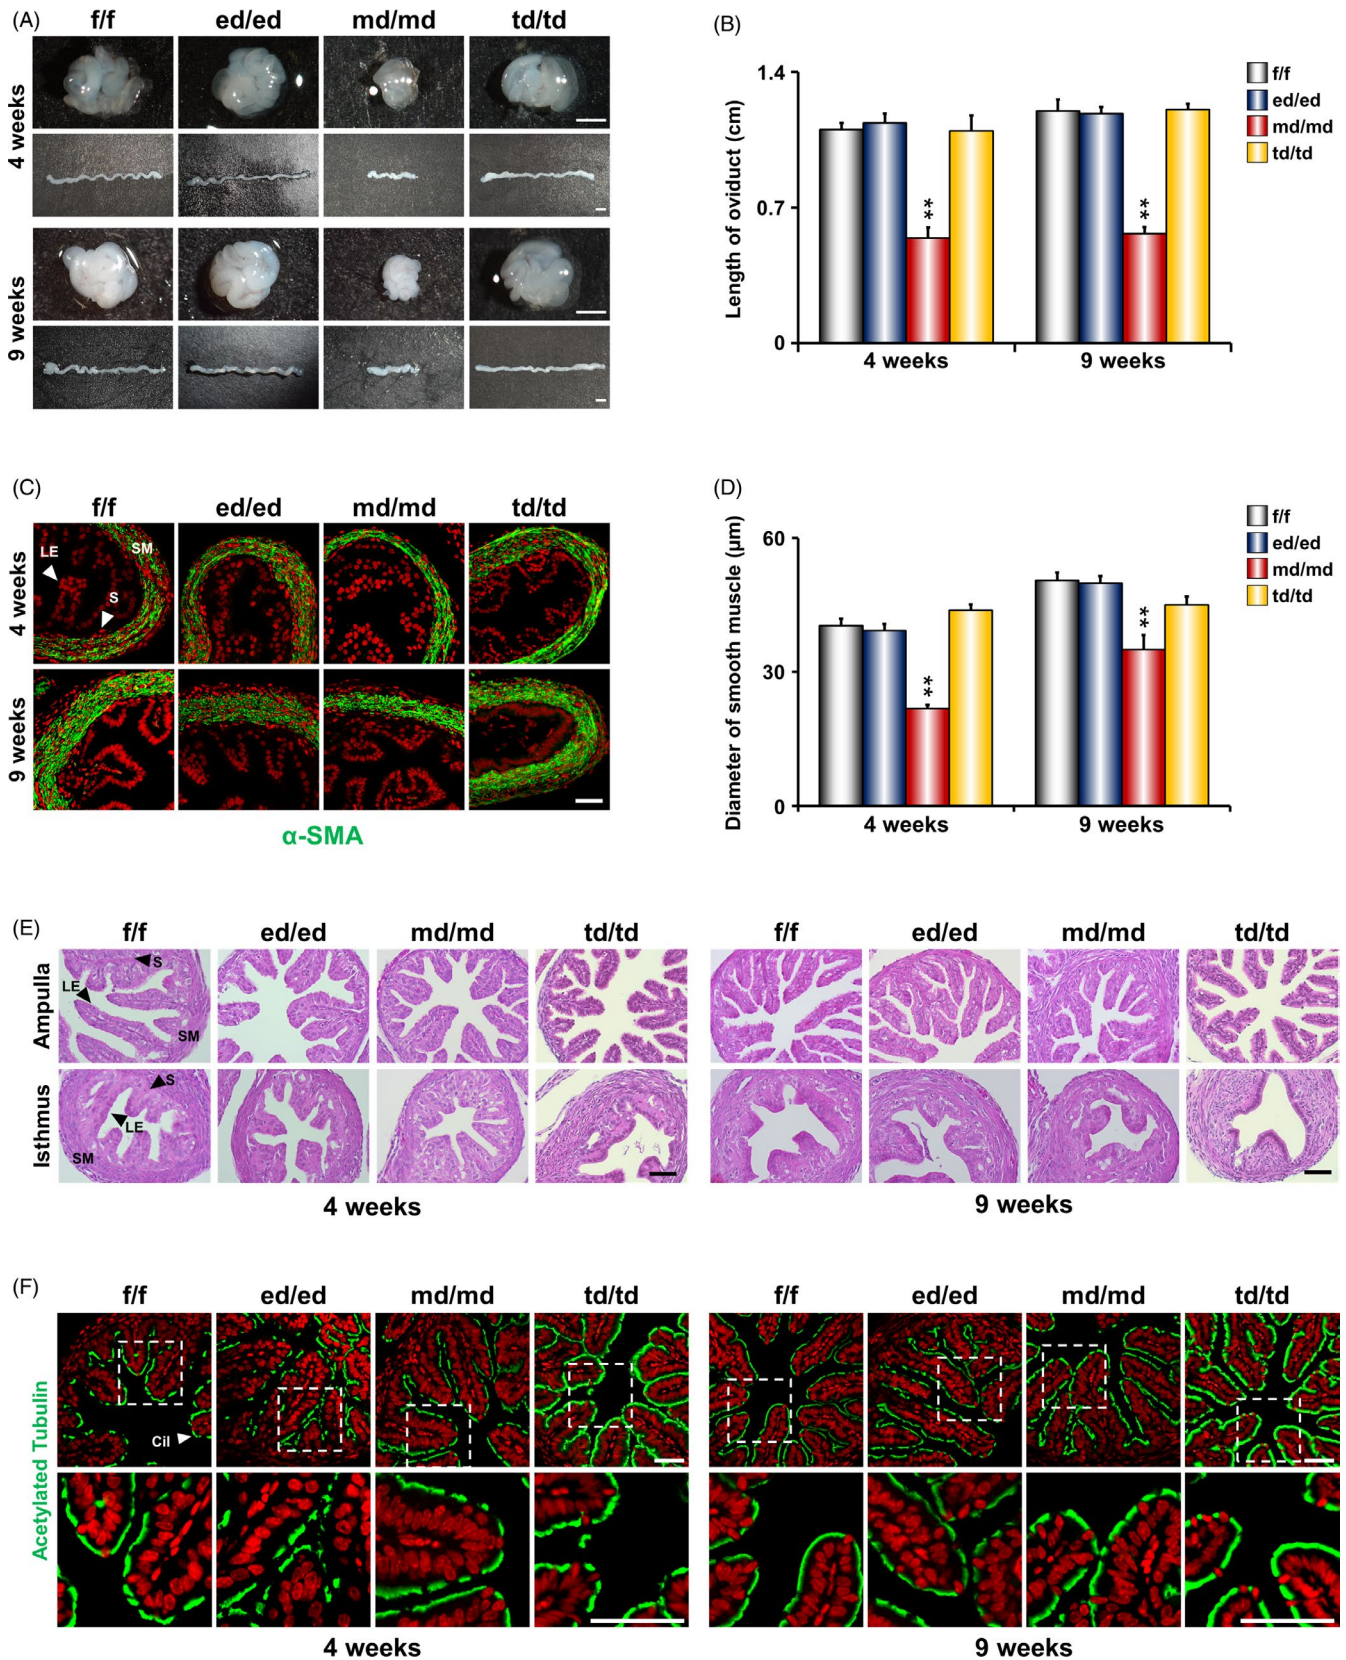 (A)
f/f ed/ed md/md td/td
4 weeks
9 weeks
(B)
Length of oviduct (cm)
1.4
0.7
0
** **
4 weeks 9 weeks
f/f
ed/ed
md/md
td/td
(C)
f/f ed/ed md/md td/td
4 weeks
LE SM
S
9 weeks
α-SMA
(D)
Diameter of smooth muscle (µm)
60
30
0
** **
4 weeks 9 weeks
f/f
ed/ed
md/md
td/td
(E)
f/f ed/ed md/md td/td f/f ed/ed md/md td/td
Ampulla
S
LE
SM
Isthmus
S
LE
SM
4 weeks 9 weeks
(F)
f/f ed/ed md/md td/td f/f ed/ed md/md td/td
Acetylated Tubulin
Cil
4 weeks 9 weeks